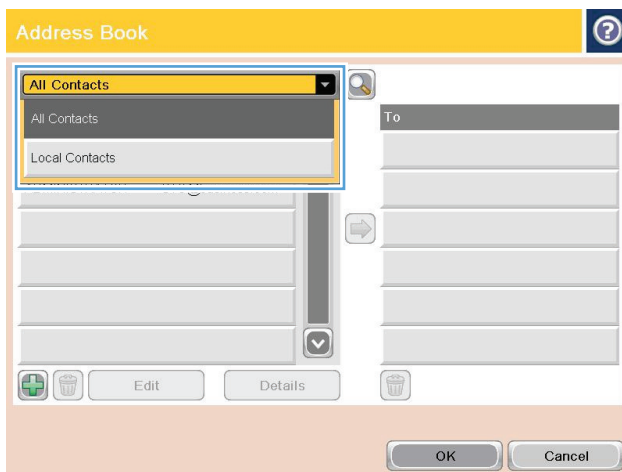 Address Book
?
All Contacts
All Contacts
To
Local Contacts
Edit
Details
OK
Cancel